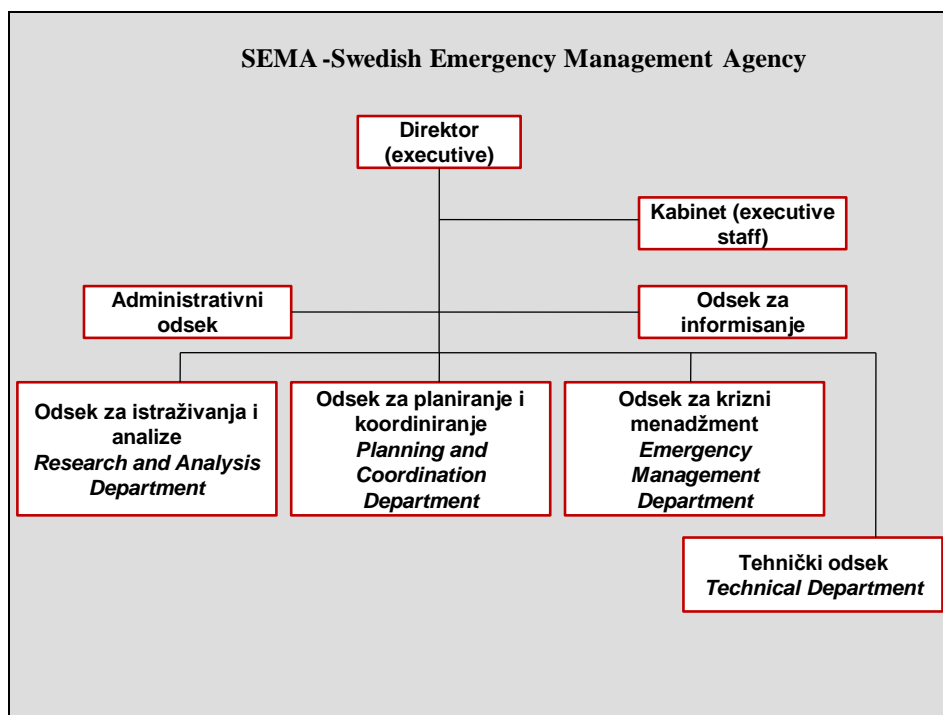 SEMA -Swedish Emergency Management Agency
Direktor
(executive)
Kabinet (executive
staff)
Administrativni
odsek
Odsek za
informisanje
Odsek za istraživanja i
analize
Research and Analysis
Department
Odsek za planiranje i
koordiniranje
Planning and
Coordination
Department
Odsek za krizni
menadžment
Emergency
Management
Department
Tehnički odsek
Technical Department